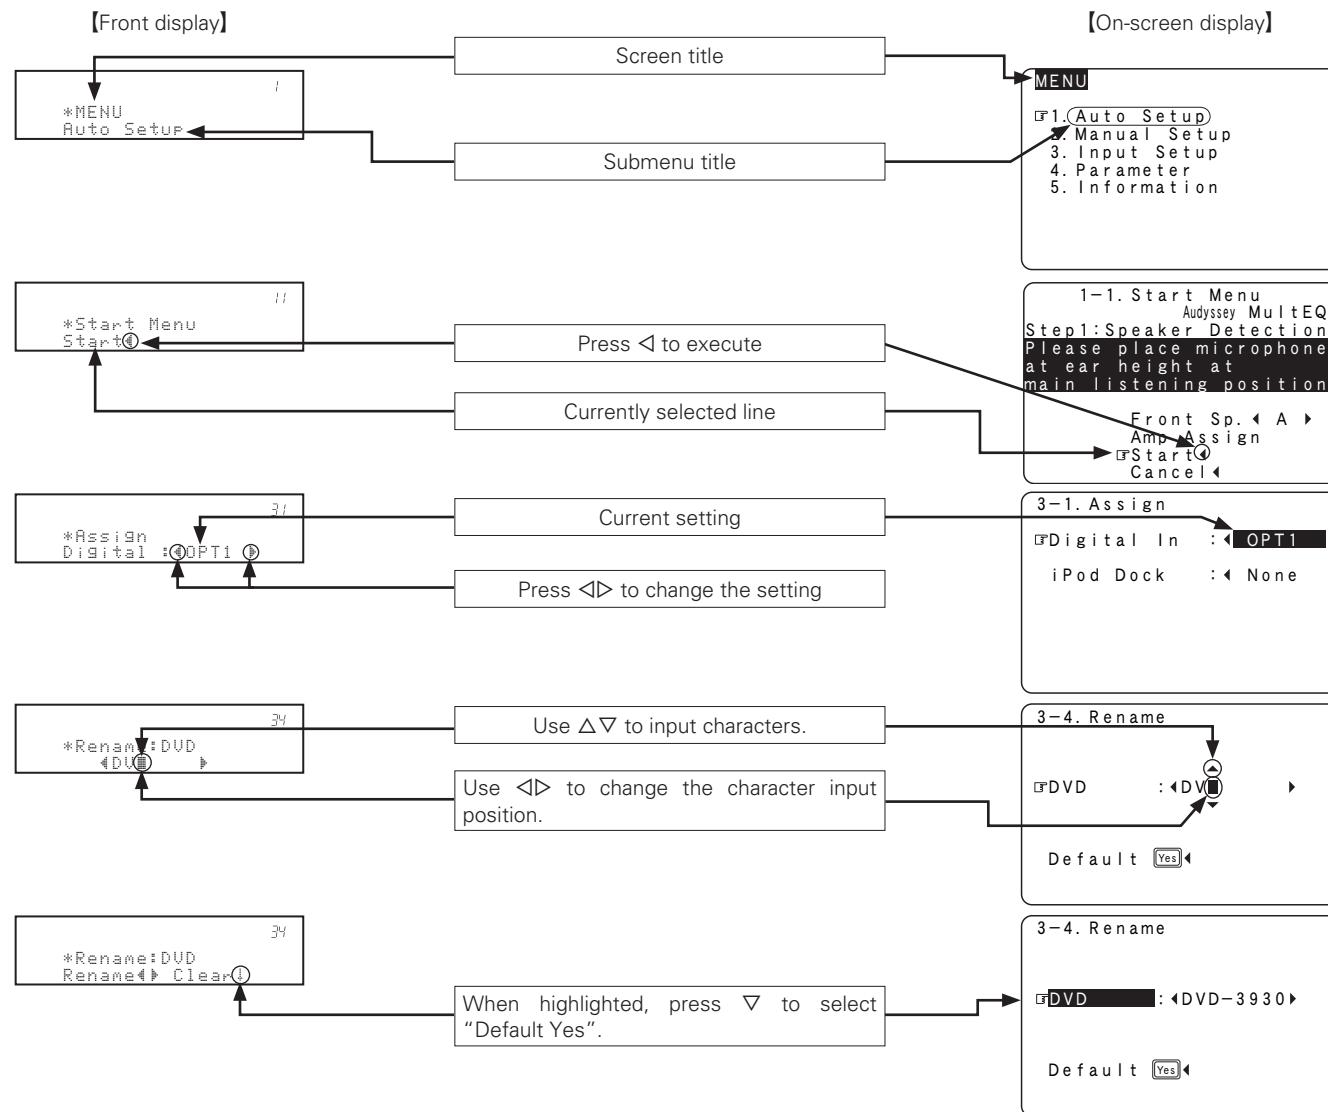 【Front display】
【On-screen display】
Screen title
1
*MENU
Auto Setup
Submenu title
MENU
☞1. Auto Setup
2. Manual Setup
3. Input Setup
4. Parameter
5. Information
11
*Start Menu
Start◀
Press ◁ to execute
Currently selected line
1-1. Start Menu
Audyssey MultEQ
Step1:Speaker Detection
Please place microphone
at ear height at
main listening position
Front Sp.◀ A ▶
Amp Assign
☞Start◀
Cancel◀
31
*Assign
Digital :◀OPT1 ▶
Current setting
Press ◁▷ to change the setting
3-1. Assign
☞Digital In :◀ OPT1
iPod Dock :◀ None
34
*Rename:DVD
◀DV■ ▶
Use △▽ to input characters.
Use ◁▷ to change the character input
position.
3-4. Rename
▲
☞DVD :◀DV■ ▶
▼
Default Yes◀
34
*Rename:DVD
Rename◀▶ Clear↓
When highlighted, press ▽ to select
“Default Yes”.
3-4. Rename
☞DVD :◀DVD-3930▶
Default Yes◀